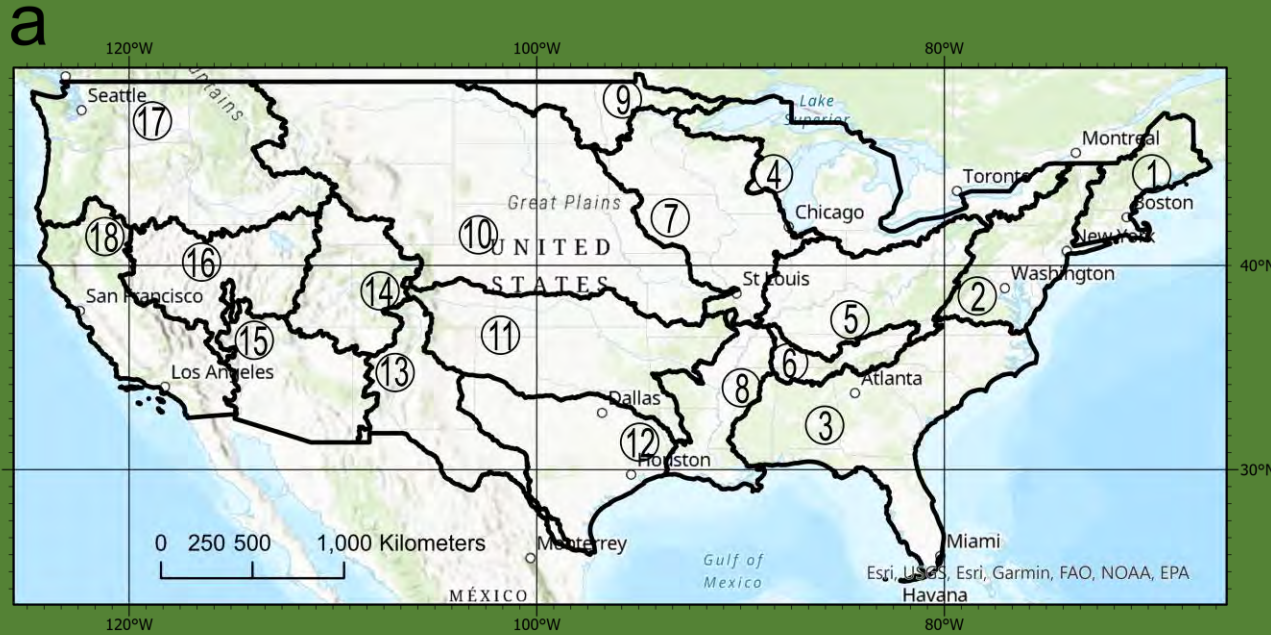 a
120°W 100°W 80°W
Seattle
17
untains
9
Lake
Superior
Montreal
4
Toronto
1
Boston
Great Plains
7
Chicago
New York
18
10
UNITED
16
40°W
Washington
STATES
St Louis
San Francisco
14
2
11
5
15
6
13
Los Angeles
8
Atlanta
Dallas
3
12
Houston
30°N
0 250 500 1,000 Kilometers
Monterrey
Gulf of
Mexico
Miami
Esri, USGS, Esri, Garmin, FAO, NOAA, EPA
MÉXICO
Havana
120°W 100°W 80°W